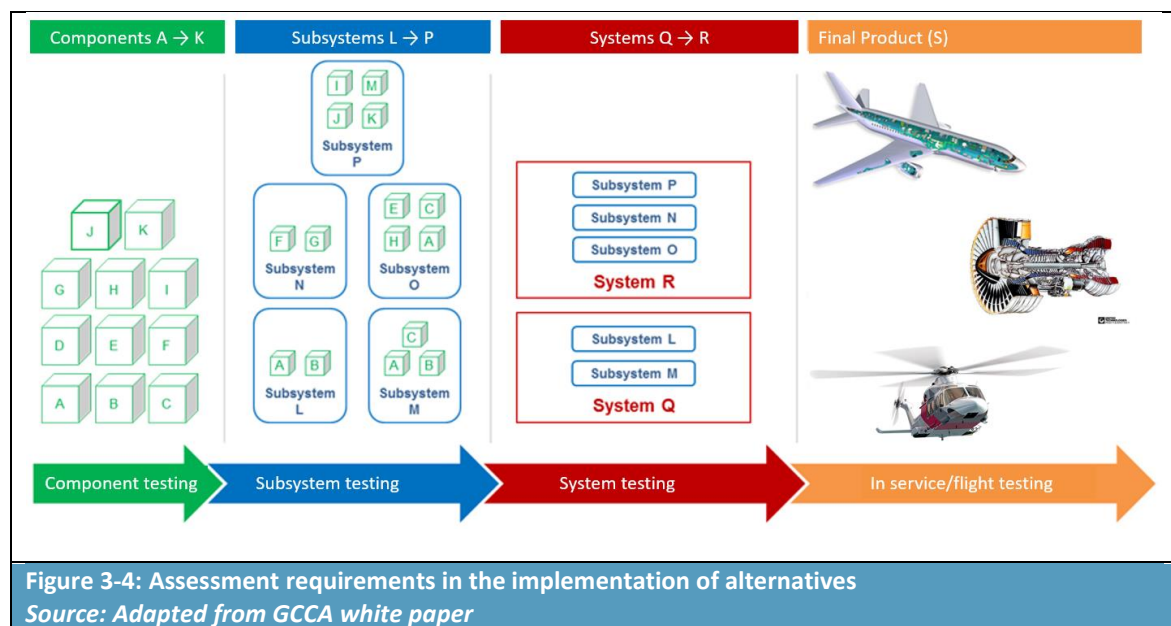 Components A → K
Subsystems L → P
Systems Q → R
Final Product (S)
J
K
G
H
I
D
E
F
A
B
C
I
M
J
K
Subsystem
P
F
G
Subsystem
N
E
C
H
A
Subsystem
O
A
B
Subsystem
L
C
A
B
Subsystem
M
Subsystem P
Subsystem N
Subsystem O
System R
Subsystem L
Subsystem M
System Q
Component testing
Subsystem testing
System testing
In service/flight testing
Figure 3-4: Assessment requirements in the implementation of alternatives
Source: Adapted from GCCA white paper